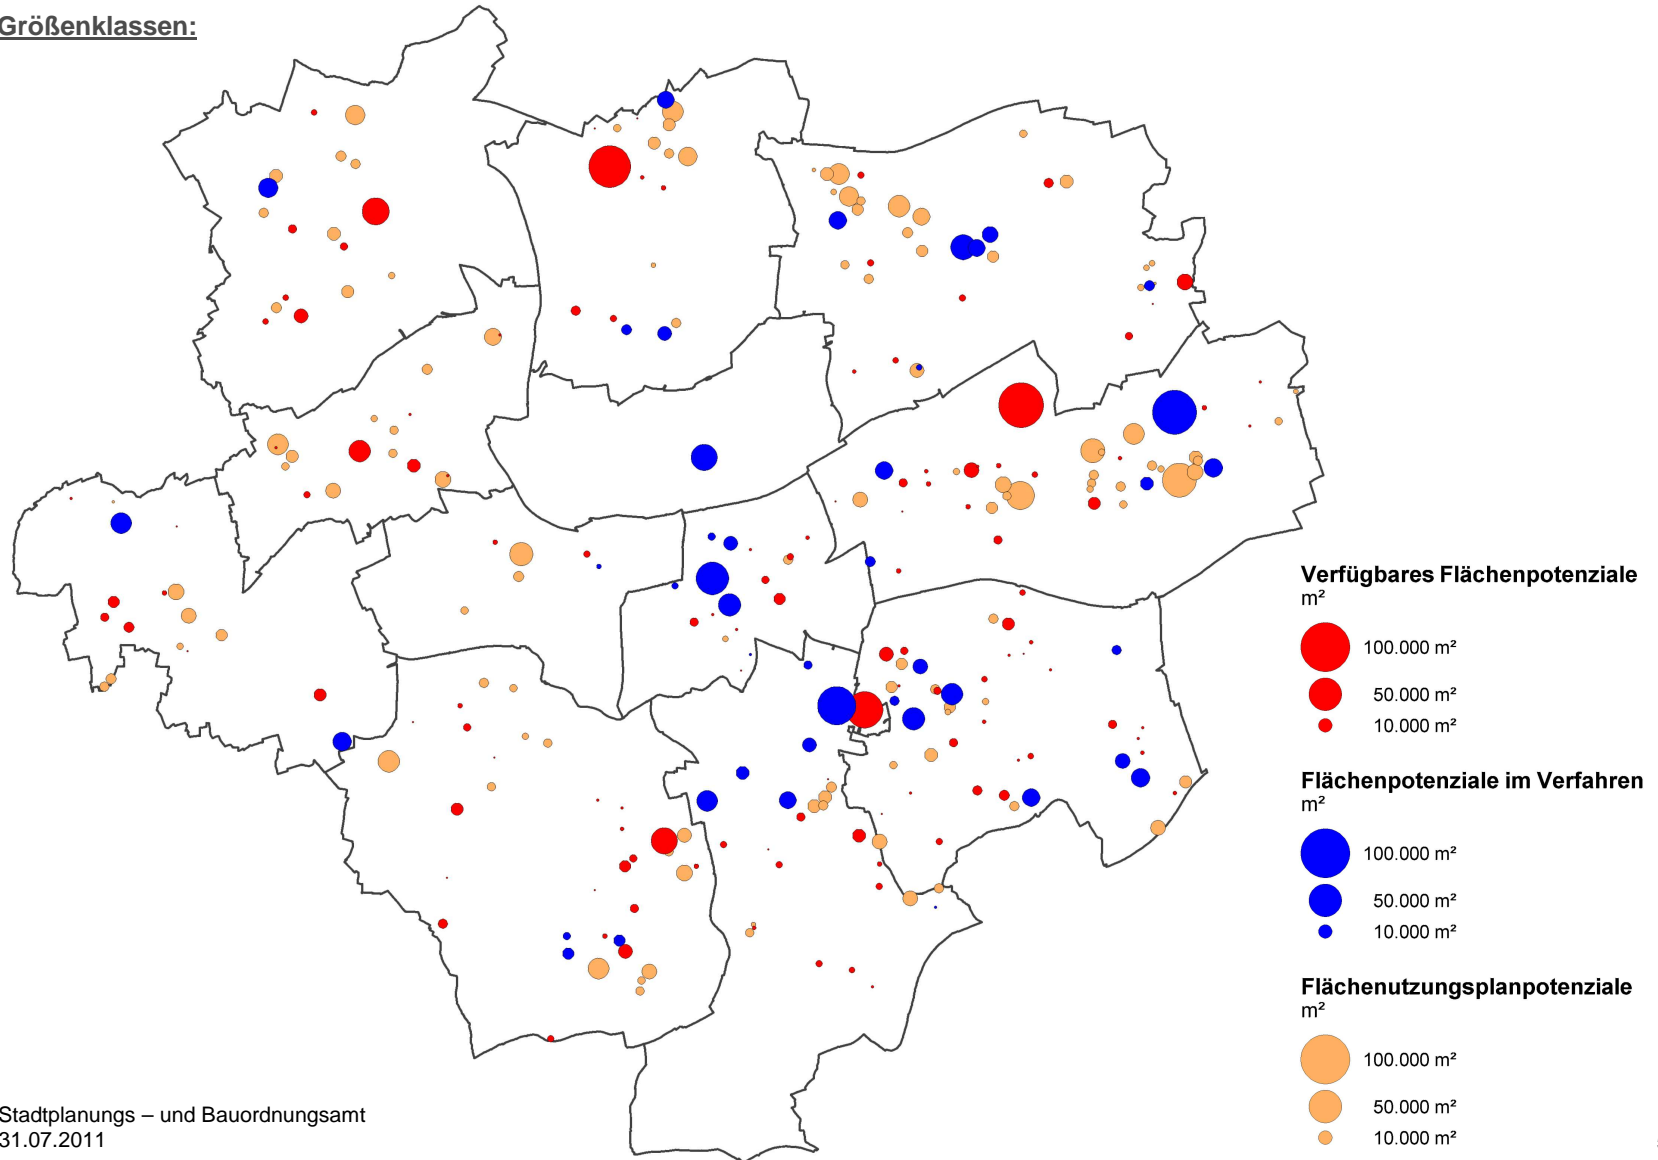 Größenklassen:
Verfügbares Flächenpotenziale
m²
100.000 m²
50.000 m²
10.000 m²
Flächenpotenziale im Verfahren
m²
100.000 m²
50.000 m²
10.000 m²
Flächenutzungsplanpotenziale
m²
100.000 m²
50.000 m²
10.000 m²
Stadtplanungs – und Bauordnungsamt
31.07.2011